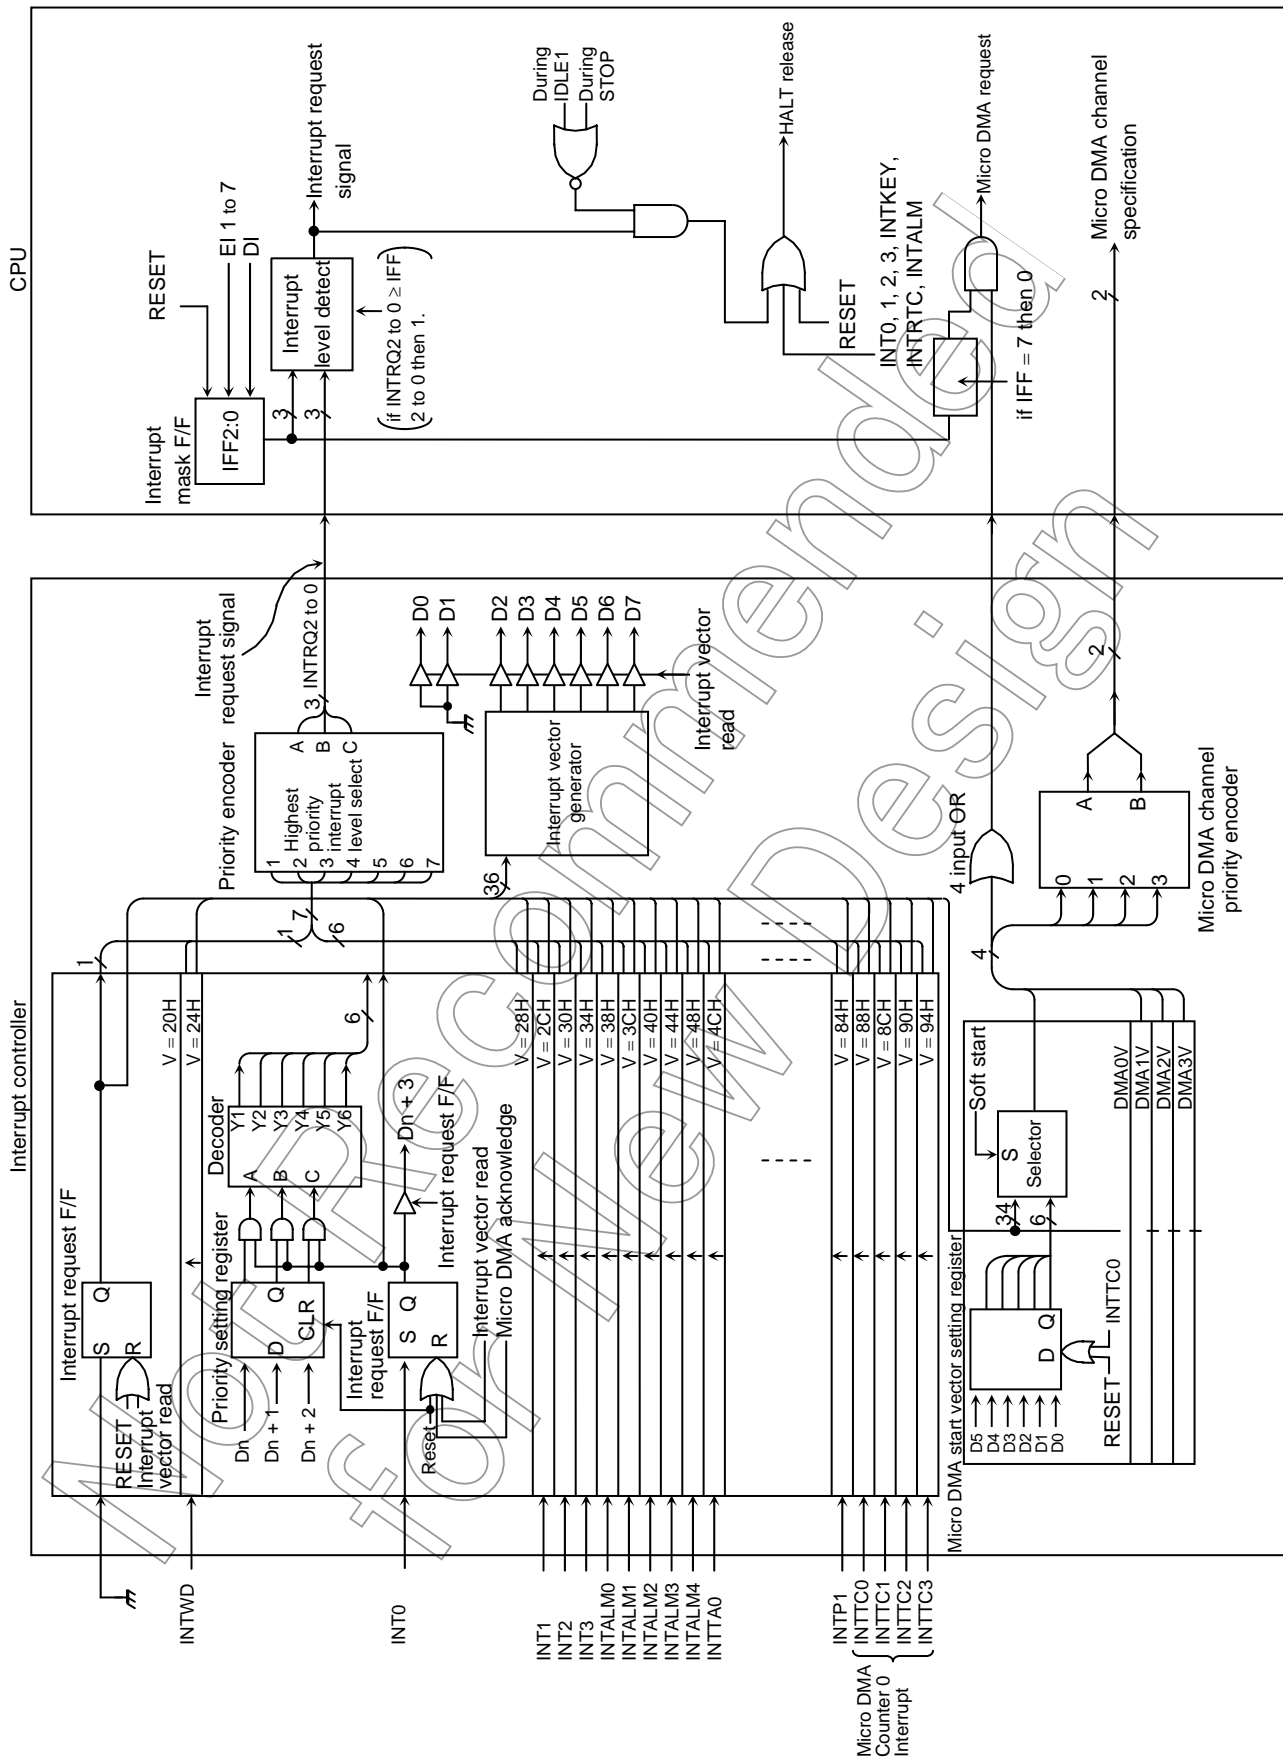 Interrupt controller
CPU
Interrupt request F/F
S
Q
R
RESET
Interrupt
vector read
1
INTWD
V = 20H
V = 24H
Priority setting register
Dn
Dn + 1
Dn + 2
D
Q
CLR
Decoder
A
B
C
Y1
Y2
Y3
Y4
Y5
Y6
6
Interrupt
request F/F
INT0
S
Q
R
Reset
Dn + 3
Interrupt request F/F
Interrupt vector read
Micro DMA acknowledge
1
7
6
Priority encoder
1
2
3
4
5
6
7
Highest
priority
interrupt
level select
A
B
C
3
INTRQ2 to 0
Interrupt
request signal
36
Interrupt vector
generator
D0
D1
D2
D3
D4
D5
D6
D7
Interrupt vector
read
INT1
INT2
INT3
INTALM0
INTALM1
INTALM2
INTALM3
INTALM4
INTTA0
V = 28H
V = 2CH
V = 30H
V = 34H
V = 38H
V = 3CH
V = 40H
V = 44H
V = 48H
V = 4CH
INTP1
INTTC0
INTTC1
INTTC2
INTTC3
Micro DMA
Counter 0
Interrupt
V = 84H
V = 88H
V = 8CH
V = 90H
V = 94H
Micro DMA start vector setting register
D5
D4
D3
D2
D1
D0
D
Q
RESET
INTTC0
34
6
S
Selector
Soft start
DMA0V
DMA1V
DMA2V
DMA3V
4
4 input OR
0
1
2
3
A
B
Micro DMA channel
priority encoder
2
Interrupt
mask F/F
IFF2:0
RESET
EI 1 to 7
DI
3
3
Interrupt
level detect
if INTRQ2 to 0 ≥ IFF
2 to 0 then 1.
Interrupt request
signal
During
IDLE1
During
STOP
HALT release
RESET
INT0, 1, 2, 3, INTKEY,
INTRTC, INTALM
if IFF = 7 then 0
Micro DMA request
2
Micro DMA channel
specification
Not Recommended
for New Design